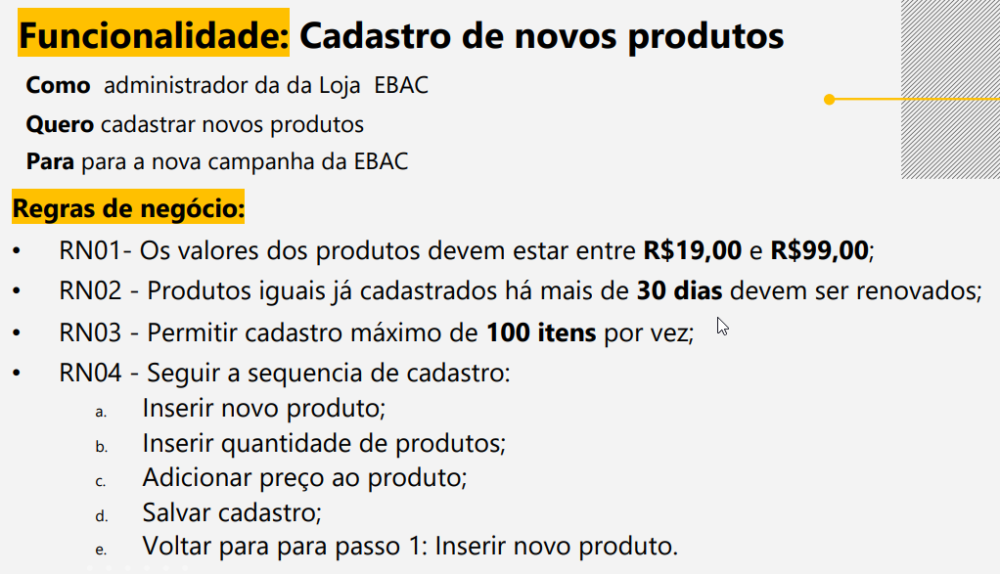 Funcionalidade: Cadastro de novos produtos
Como administrador da da Loja EBAC
Quero cadastrar novos produtos
Para para a nova campanha da EBAC
Regras de negócio:
• RN01- Os valores dos produtos devem estar entre R$19,00 e R$99,00;
• RN02 - Produtos iguais já cadastrados há mais de 30 dias devem ser renovados;
• RN03 - Permitir cadastro máximo de 100 itens por vez;
• RN04 - Seguir a sequencia de cadastro:
a. Inserir novo produto;
b. Inserir quantidade de produtos;
c. Adicionar preço ao produto;
d. Salvar cadastro;
e. Voltar para para passo 1: Inserir novo produto.